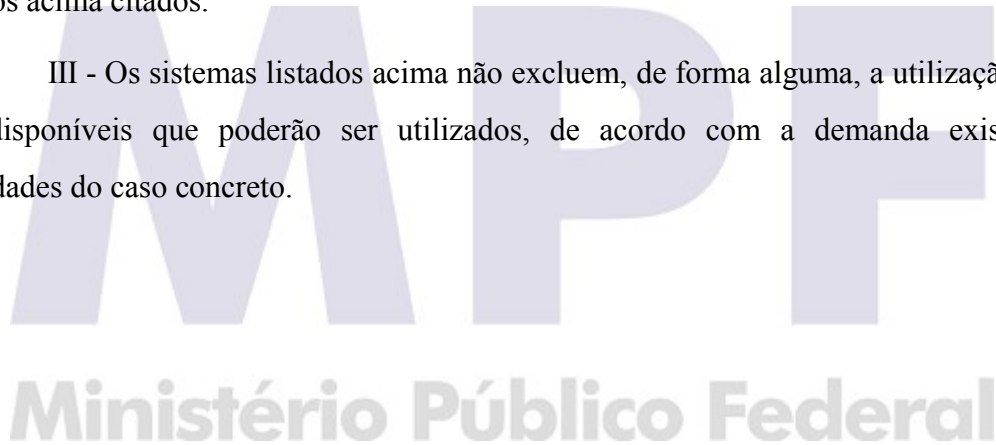 os acima citados.
III - Os sistemas listados acima não excluem, de forma alguma, a utilizaçã
disponíveis que poderão ser utilizados, de acordo com a demanda exis
dades do caso concreto.
MPF
Ministério Público Federal